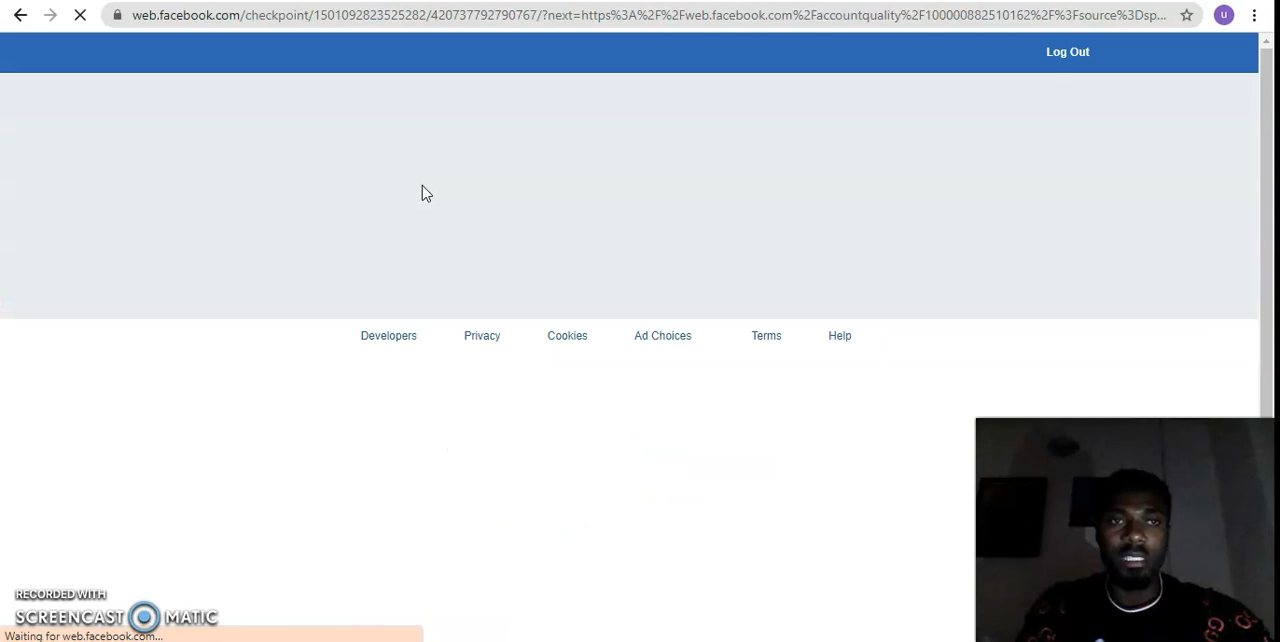 web.facebook.com/checkpoint/1501092823525282/420737792790767/?next=https%3A%2F%2Fweb.facebook.com%2Faccountquality%2F100000882510162%2F%3Fsource%3Dsp...
U
Log Out
Developers Privacy Cookies Ad Choices Terms Help
RECORDED WITH
SCREENCAST MATIC
Waiting for web.facebook.com...